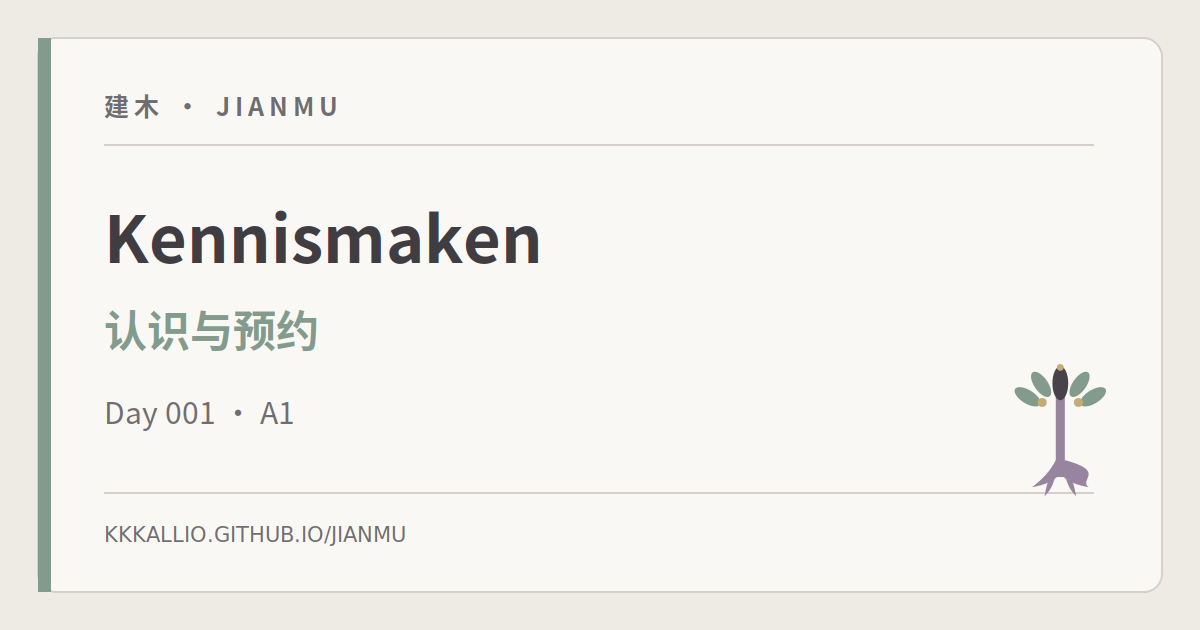 建木 · JIANMU
Kennismaken
认识与预约
Day 001 · A1
KKKALLIO.GITHUB.IO/JIANMU